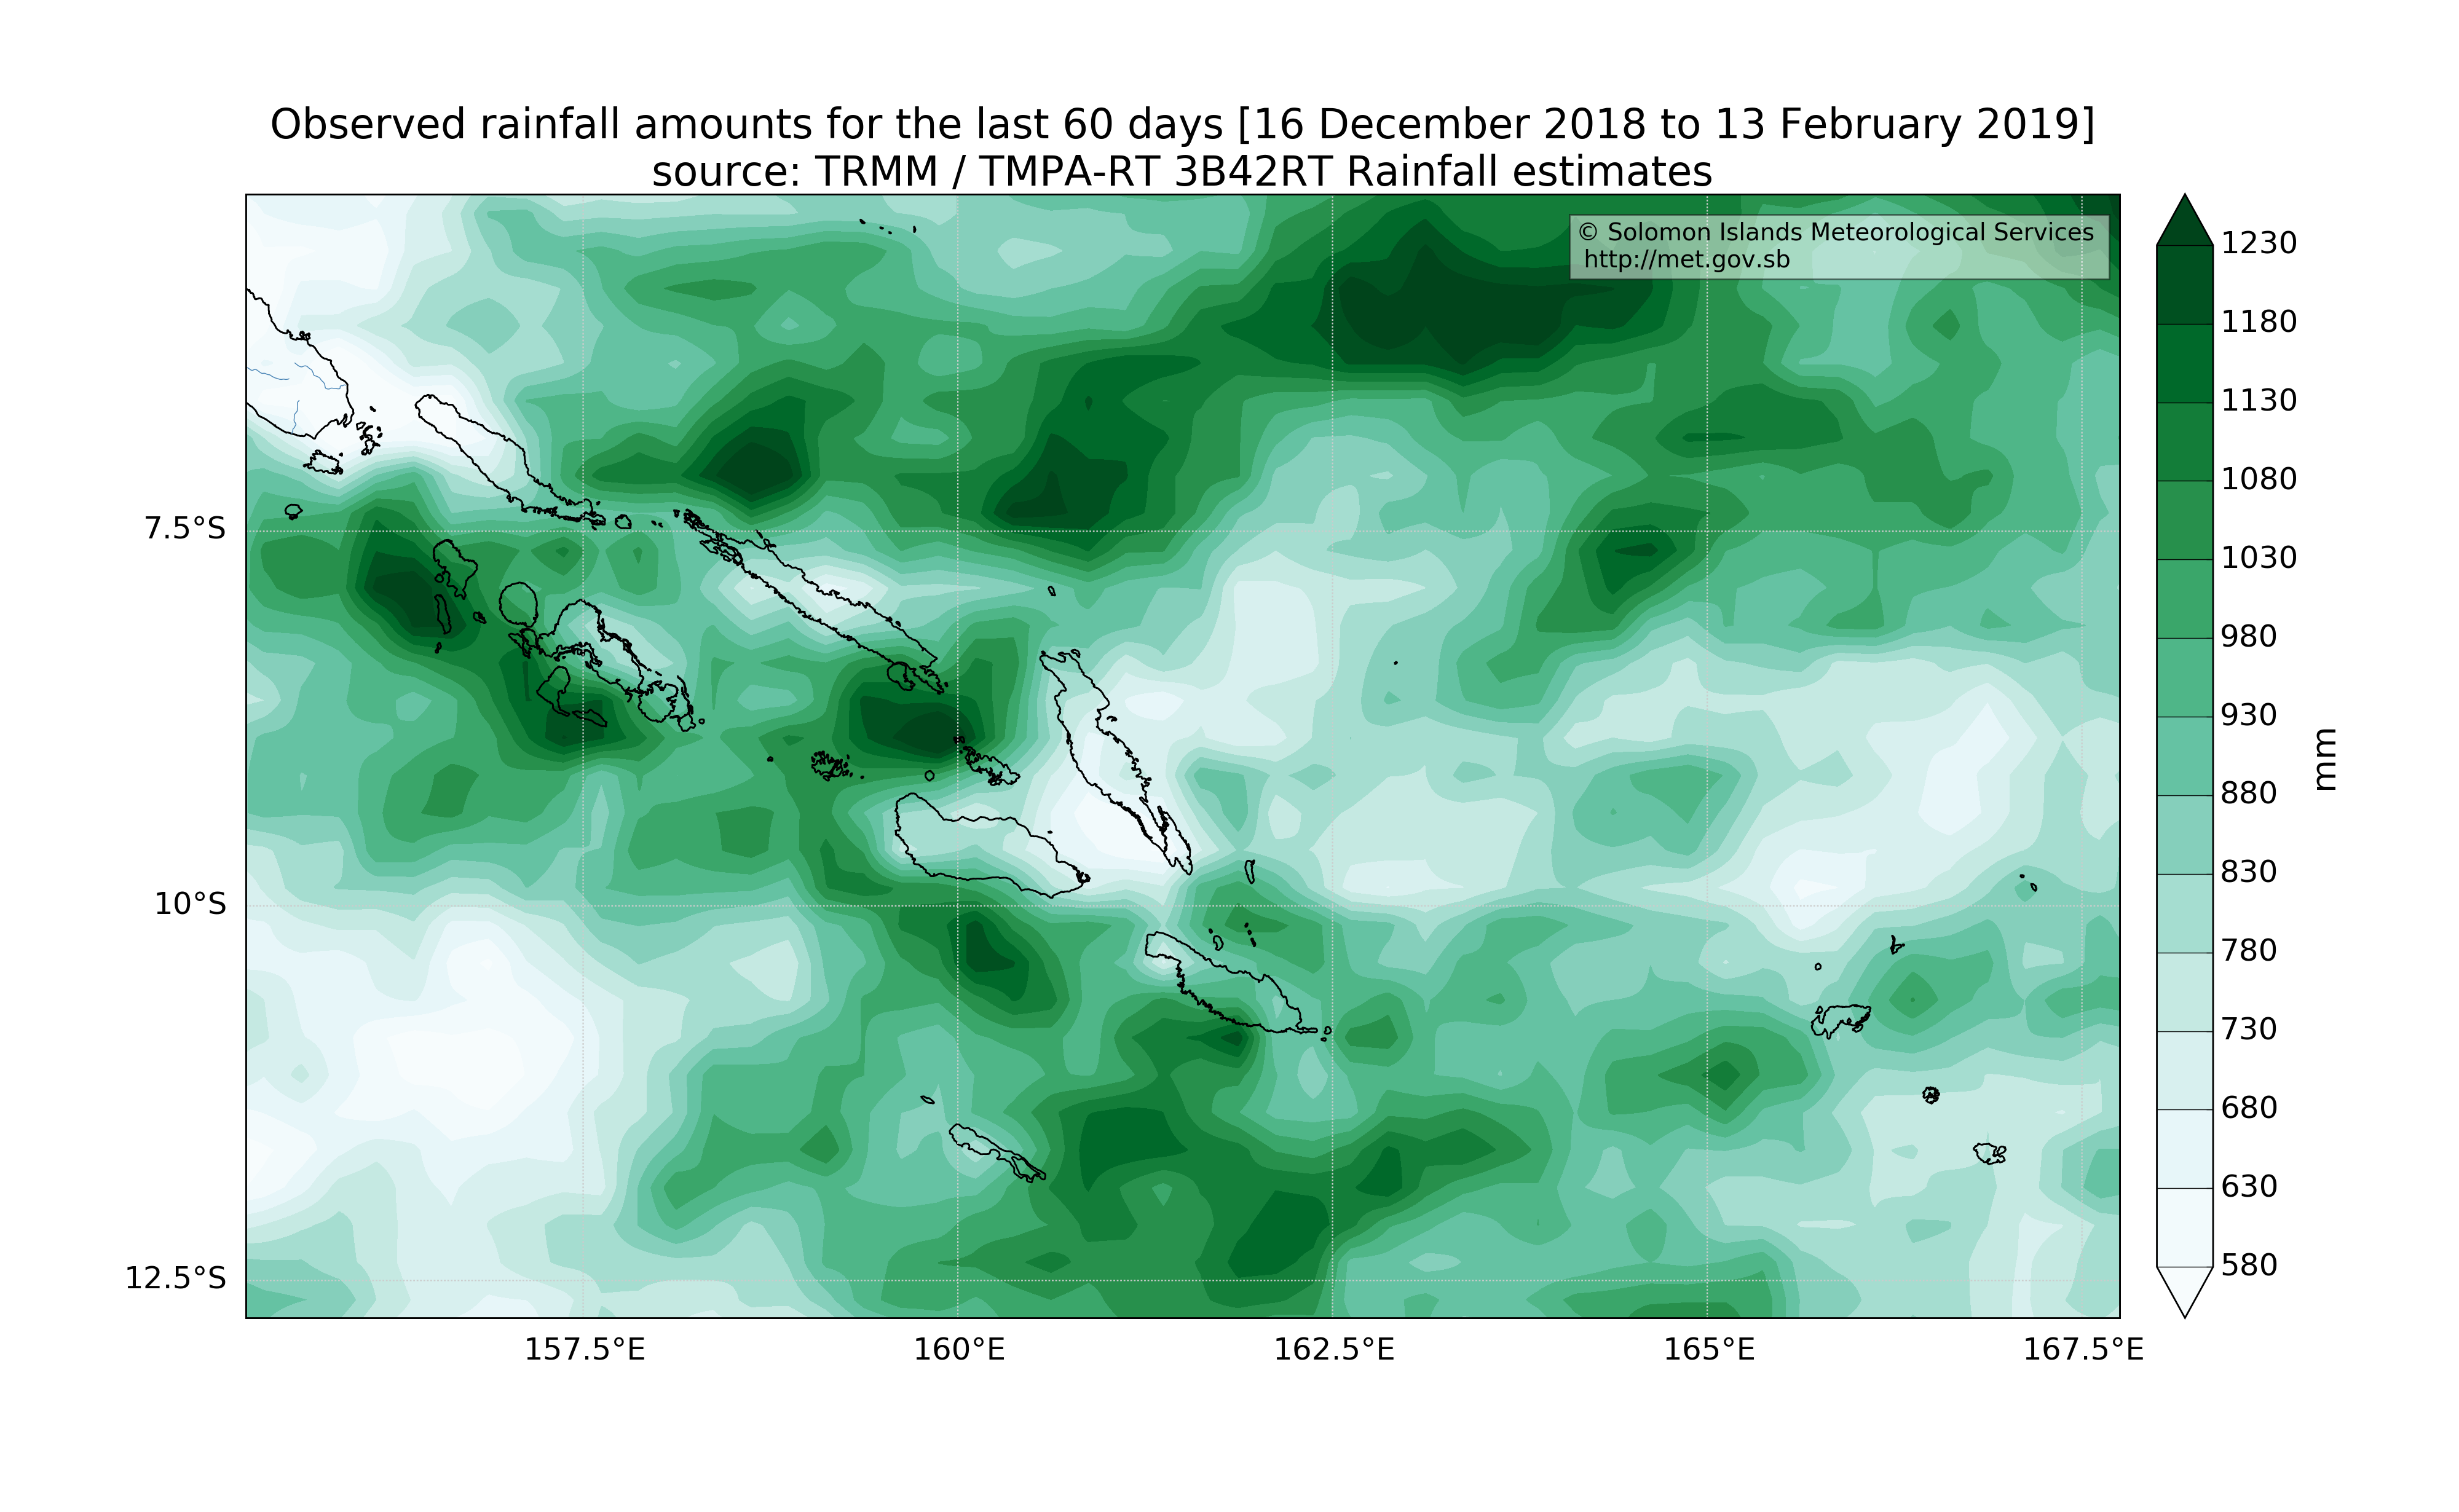 Observed rainfall amounts for the last 60 days [16 December 2018 to 13 February 2019]
source: TRMM / TMPA-RT 3B42RT Rainfall estimates
© Solomon Islands Meteorological Services
http://met.gov.sb
7.5°S
10°S
12.5°S
157.5°E
160°E
162.5°E
165°E
167.5°E
1230
1180
1130
1080
1030
980
930
880
830
780
730
680
630
580
mm